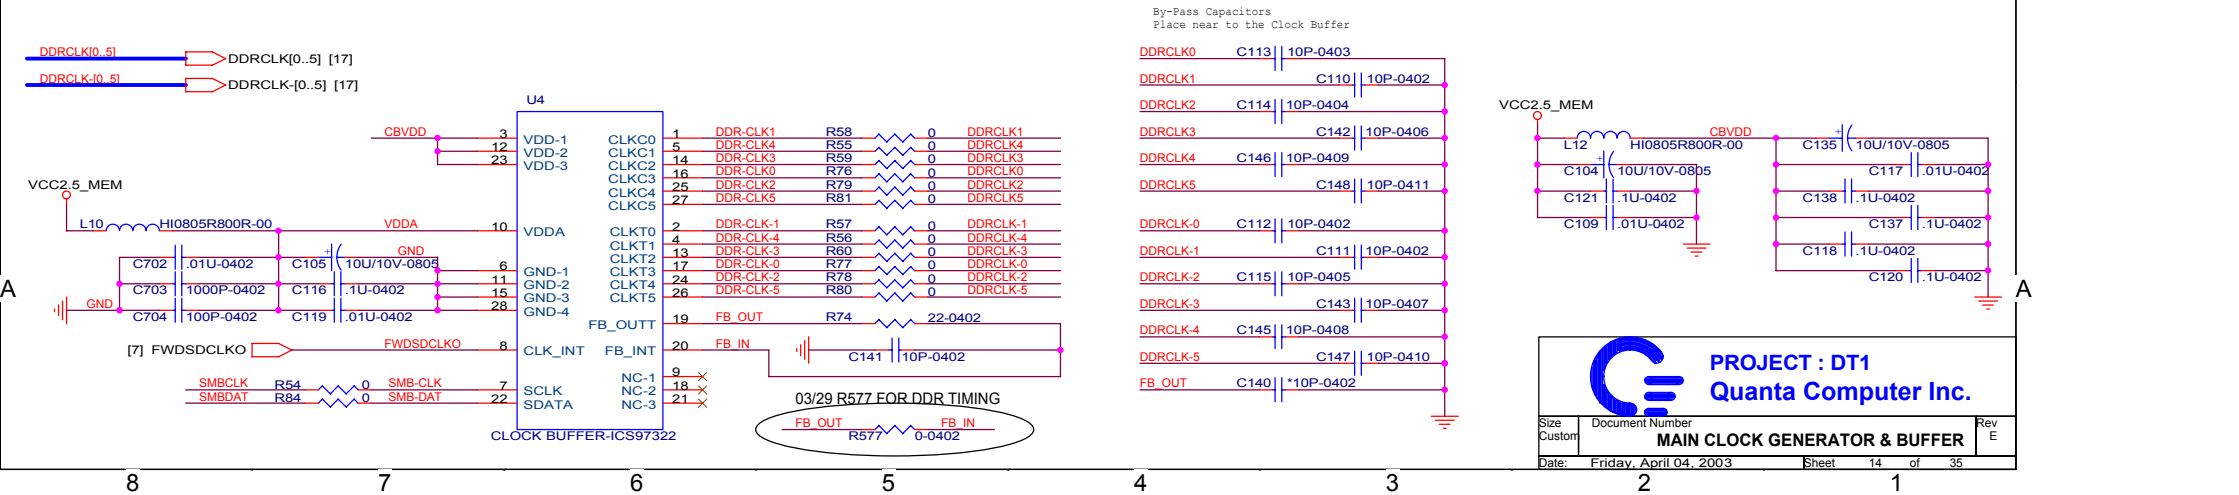 By-Pass Capacitors
Place near to the Clock Buffer
DDRCLK[0..5]
DDRCLK[0..5] [17]
DDRCLK-[0..5]
DDRCLK-[0..5] [17]
U4
CBVDD
3 VDD-1
12 VDD-2
23 VDD-3
VCC2.5_MEM
L10 HI0805R800R-00
VDDA
10 VDDA
C702 .01U-0402
C105 + 10U/10V-0805
GND
C703 1000P-0402
C116 .1U-0402
GND
C704 100P-0402
C119 .01U-0402
6 GND-1
11 GND-2
15 GND-3
28 GND-4
[7] FWDSDCLKO
FWDSDCLKO
8 CLK_INT
SMBCLK R54 0 SMB-CLK 7 SCLK
SMBDAT R84 0 SMB-DAT 22 SDATA
CLKC0 1 DDR-CLK1 R58 0 DDRCLK1
CLKC1 5 DDR-CLK4 R55 0 DDRCLK4
CLKC2 14 DDR-CLK3 R59 0 DDRCLK3
CLKC3 16 DDR-CLK0 R76 0 DDRCLK0
CLKC4 25 DDR-CLK2 R79 0 DDRCLK2
CLKC5 27 DDR-CLK5 R81 0 DDRCLK5
CLKT0 2 DDR-CLK-1 R57 0 DDRCLK-1
CLKT1 4 DDR-CLK-4 R56 0 DDRCLK-4
CLKT2 13 DDR-CLK-3 R60 0 DDRCLK-3
CLKT3 17 DDR-CLK-0 R77 0 DDRCLK-0
CLKT4 24 DDR-CLK-2 R78 0 DDRCLK-2
CLKT5 26 DDR-CLK-5 R80 0 DDRCLK-5
FB_OUTT 19 FB_OUT R74 22-0402
FB_INT 20 FB_IN
C141 10P-0402
NC-1 9
NC-2 18
NC-3 21
CLOCK BUFFER-ICS97322
03/29 R577 FOR DDR TIMING
FB_OUT FB_IN
R577 0-0402
DDRCLK0 C113 10P-0403
DDRCLK1 C110 10P-0402
DDRCLK2 C114 10P-0404
DDRCLK3 C142 10P-0406
DDRCLK4 C146 10P-0409
DDRCLK5 C148 10P-0411
DDRCLK-0 C112 10P-0402
DDRCLK-1 C111 10P-0402
DDRCLK-2 C115 10P-0405
DDRCLK-3 C143 10P-0407
DDRCLK-4 C145 10P-0408
DDRCLK-5 C147 10P-0410
FB_OUT C140 *10P-0402
VCC2.5_MEM
L12 HI0805R800R-00
CBVDD
C104 + 10U/10V-0805
C121 .1U-0402
C109 .01U-0402
C135 + 10U/10V-0805
C117 .01U-0402
C138 .1U-0402
C137 .1U-0402
C118 .1U-0402
C120 .1U-0402
A
A
PROJECT : DT1
Quanta Computer Inc.
Size
Custom
Document Number
MAIN CLOCK GENERATOR & BUFFER
Rev
E
Date: Friday, April 04, 2003
Sheet 14 of 35
8 7 6 5 4 3 2 1